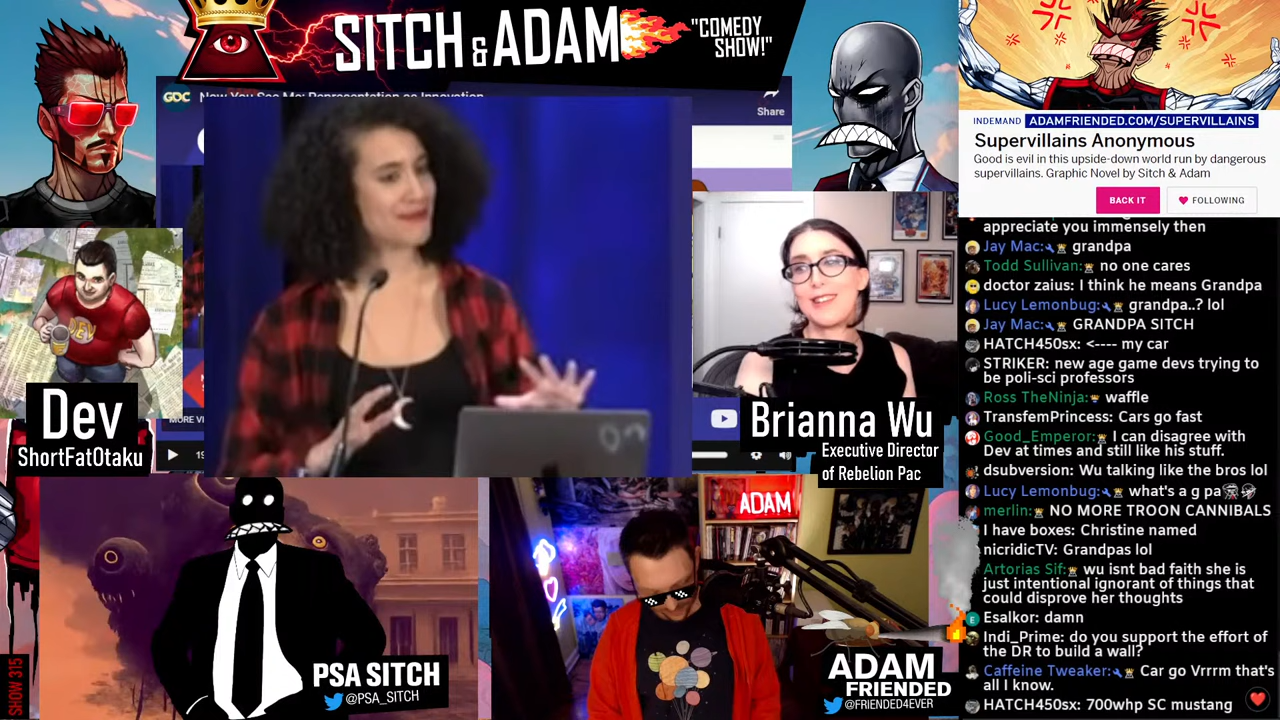 SITCH & ADAM
"COMEDY
SHOW!"
GDC Now You See Me: Representation as Innovation
Share
INDEMAND ADAMFRIENDED.COM/SUPERVILLAINS
Supervillains Anonymous
Good is evil in this upside-down world run by dangerous
supervillains. Graphic Novel by Sitch & Adam
BACK IT
FOLLOWING
appreciate you immensely then
Jay Mac: grandpa
Todd Sullivan: no one cares
doctor zaius: I think he means Grandpa
Lucy Lemonbug: grandpa..? lol
Jay Mac: GRANDPA SITCH
HATCH450sx: <---- my car
STRIKER: new age game devs trying to
be poli-sci professors
Ross TheNinja: waffle
TransfemPrincess: Cars go fast
Good_Emperor: I can disagree with
Dev at times and still like his stuff.
dsubversion: Wu talking like the bros lol
Lucy Lemonbug: what's a g pa
merlin: NO MORE TROON CANNIBALS
I have boxes: Christine named
nicridicTV: Grandpas lol
Artorias Sif: wu isnt bad faith she is
just intentional ignorant of things that
could disprove her thoughts
Esalkor: damn
Indi_Prime: do you support the effort of
the DR to build a wall?
Caffeine Tweaker: Car go Vrrrm that's
all I know.
HATCH450sx: 700whp SC mustang
DEV
Dev
ShortFatOtaku
MORE VI
19
Brianna Wu
Executive Director
of Rebelion Pac
SHOW 315
PSA SITCH
@PSA_SITCH
ADAM
ADAM
FRIENDED
@FRIENDED4EVER